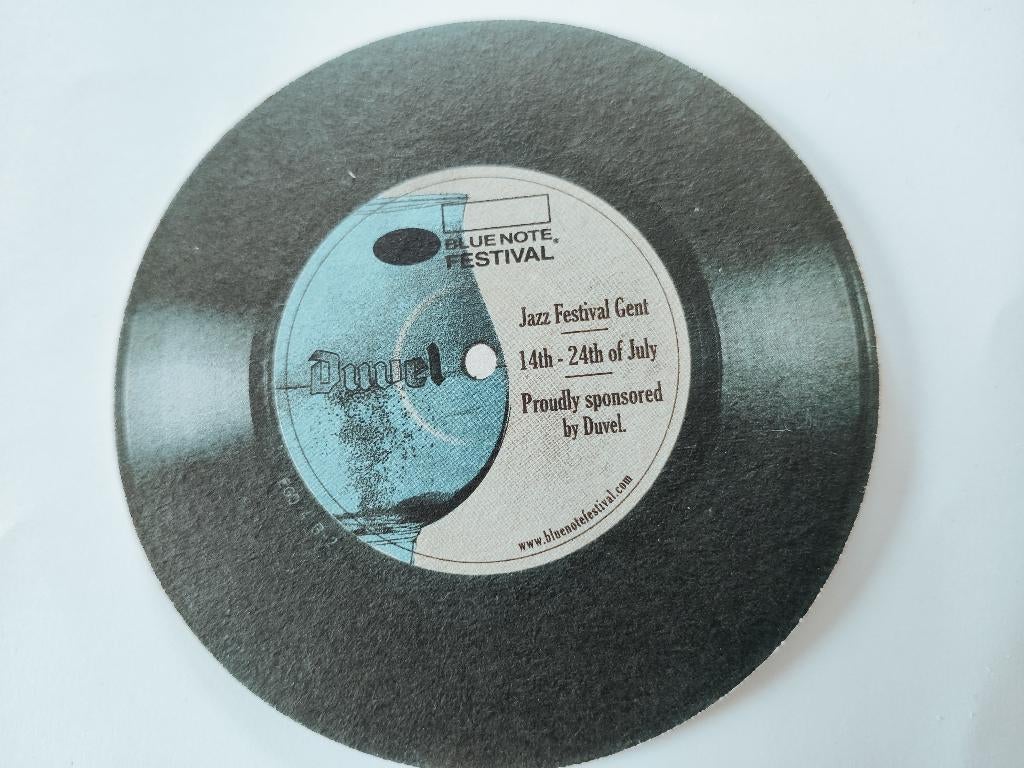 BLUE NOTE®
FESTIVAL
Jazz Festival Gent
14th - 24th of July
Proudly sponsored
by Duvel.
Duvel
www.bluenotefestival.com